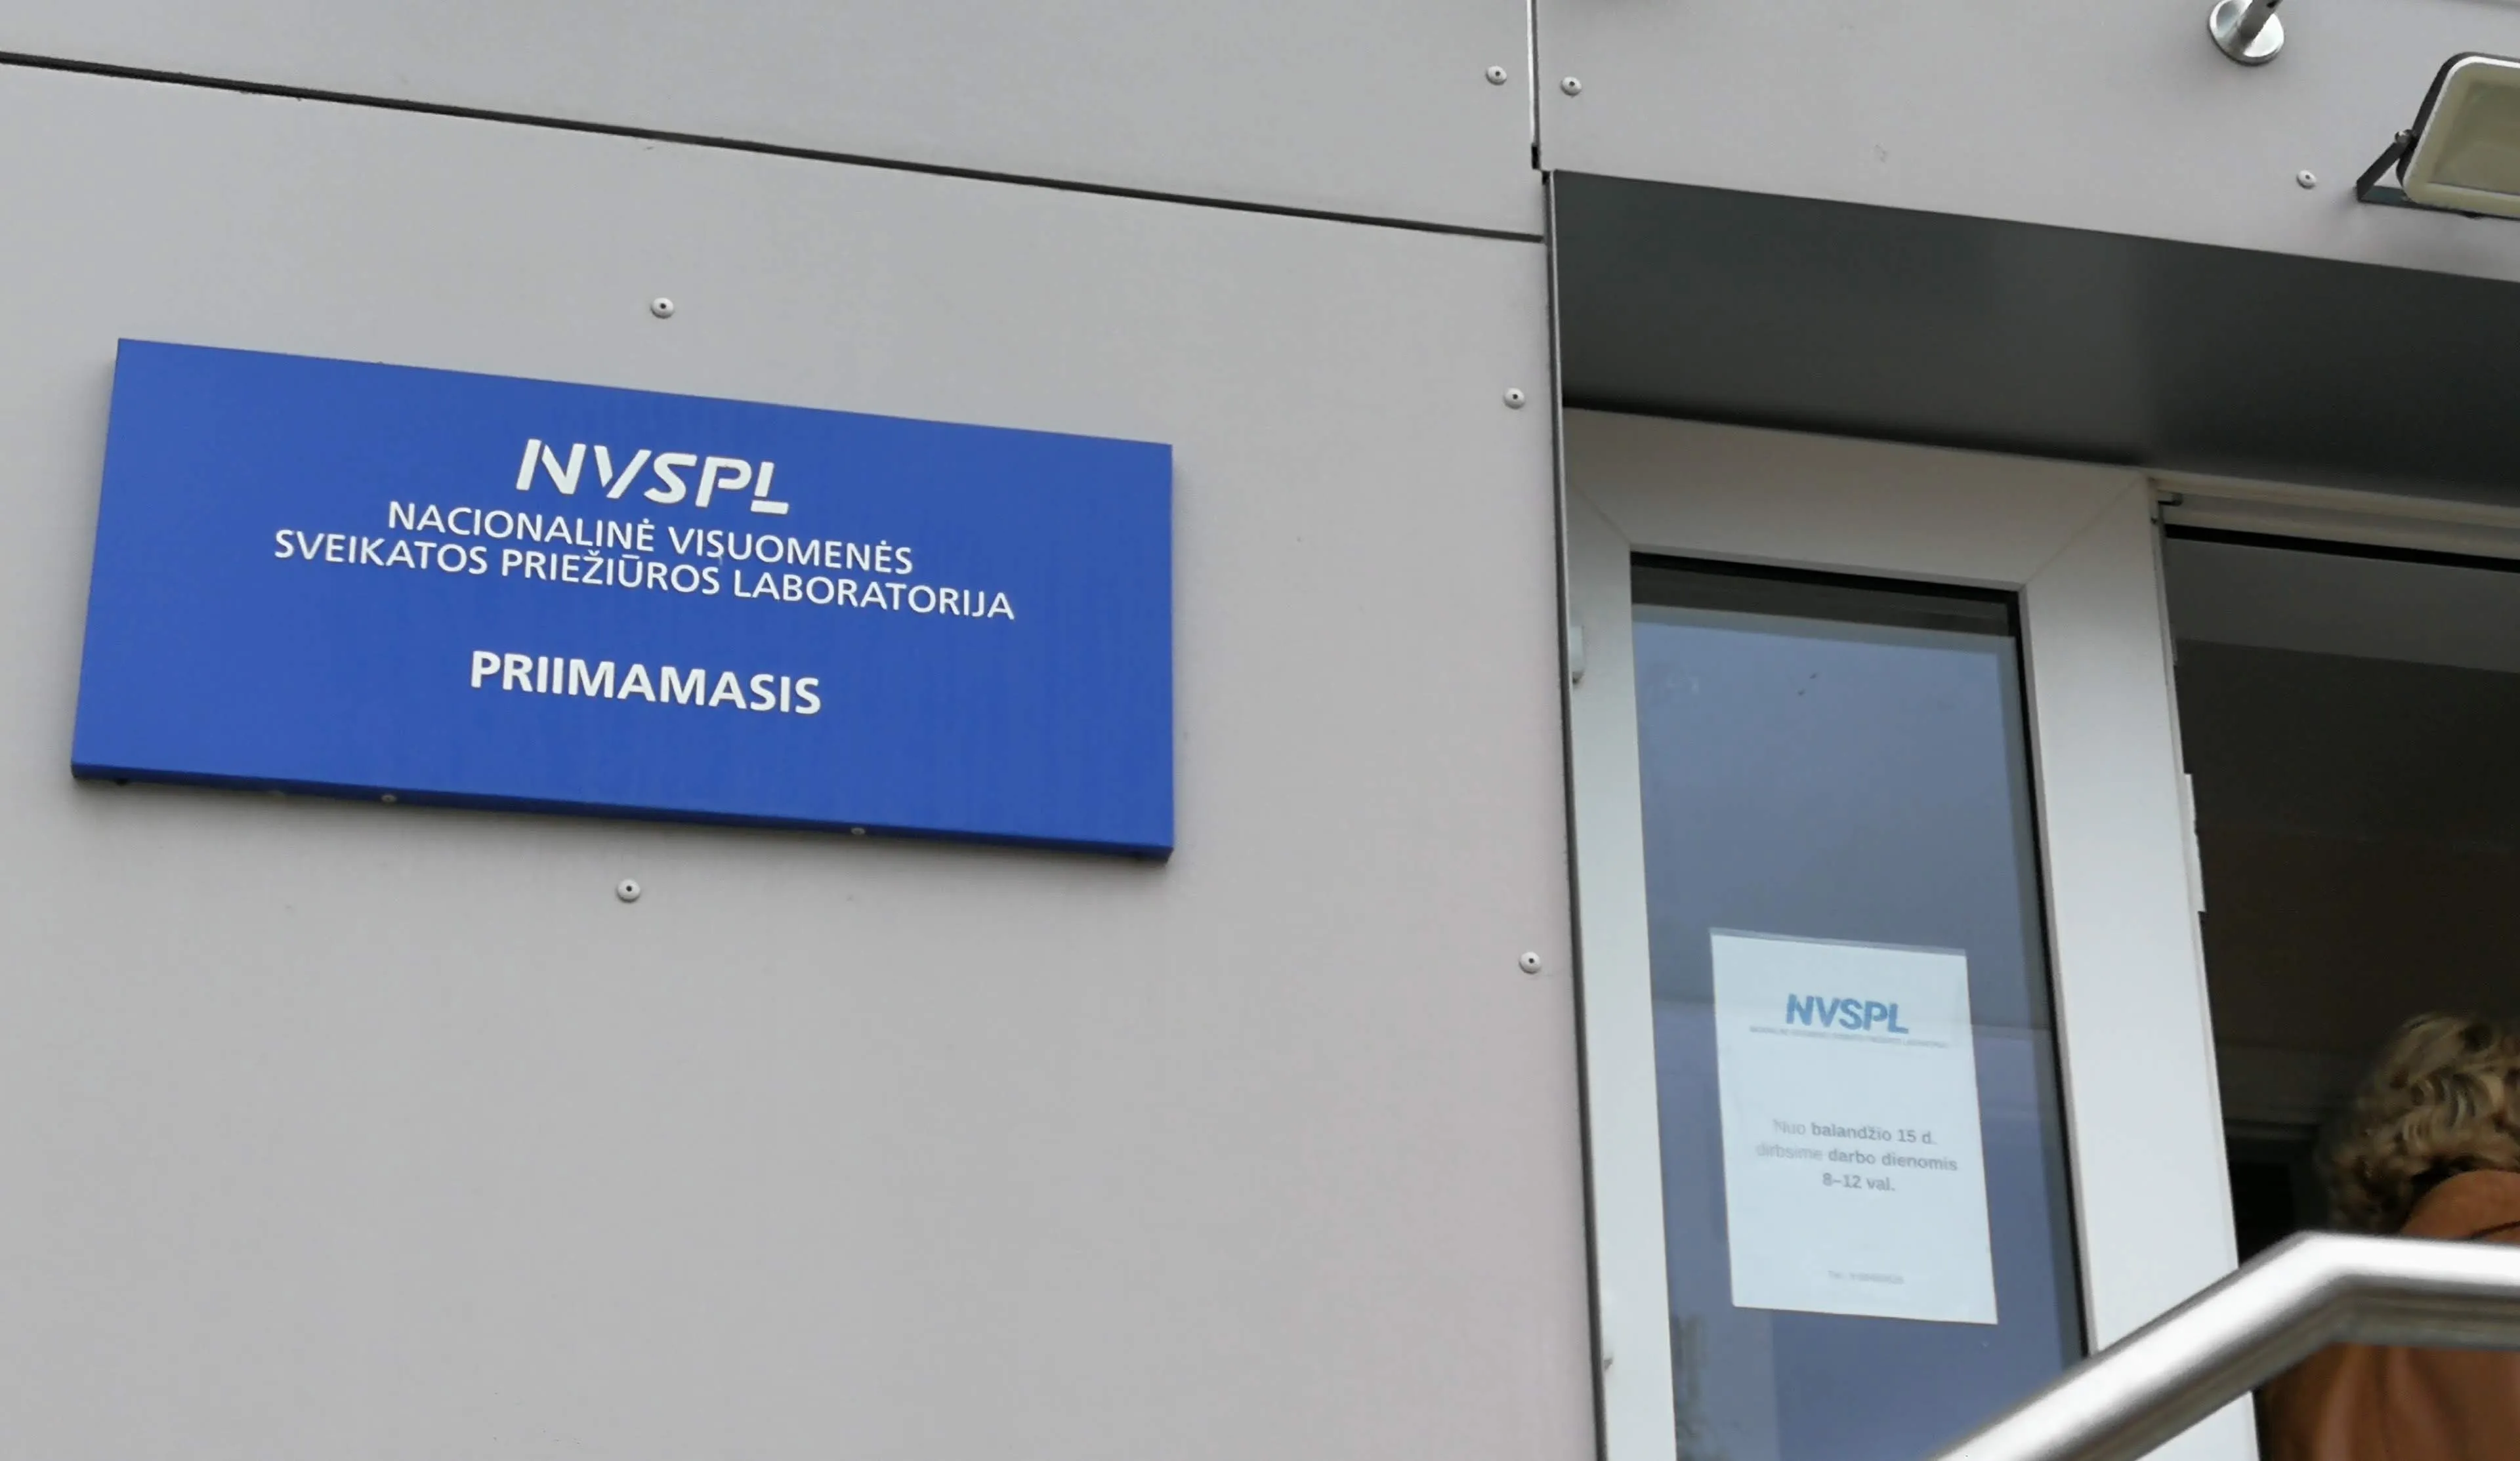 NVSPL
NACIONALINĖ VISUOMENĖS
SVEIKATOS PRIEŽIŪROS LABORATORIJA
PRIIMAMASIS
NVSPL
Nuo balandžio 15 d.
dirbsime darbo dienomis
8–12 val.